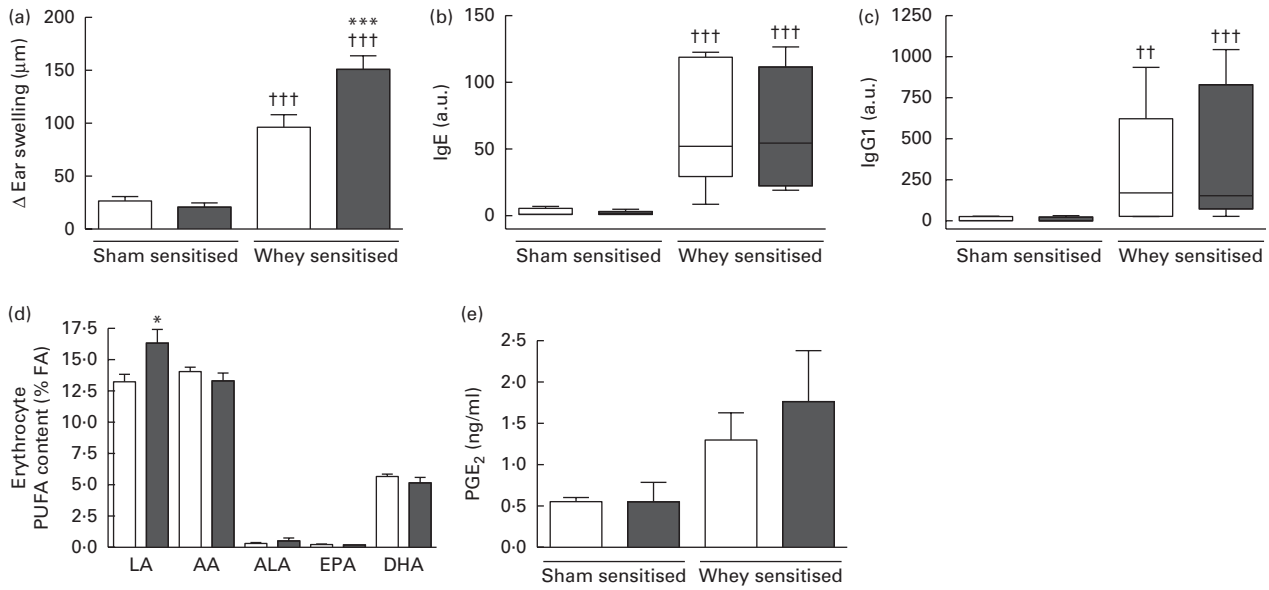 (a)
200
150
100
50
0
Δ Ear swelling (μm)
†††
***
†††
Sham sensitised Whey sensitised
(b)
150
100
50
0
IgE (a.u.)
††† †††
Sham sensitised Whey sensitised
(c)
1250
1000
750
500
250
0
IgG1 (a.u.)
†† †††
Sham sensitised Whey sensitised
(d)
17·5
15·0
12·5
10·0
7·5
5·0
2·5
0·0
Erythrocyte
PUFA content (% FA)
*
LA AA ALA EPA DHA
(e)
2·5
2·0
1·5
1·0
0·5
0·0
PGE₂ (ng/ml)
Sham sensitised Whey sensitised